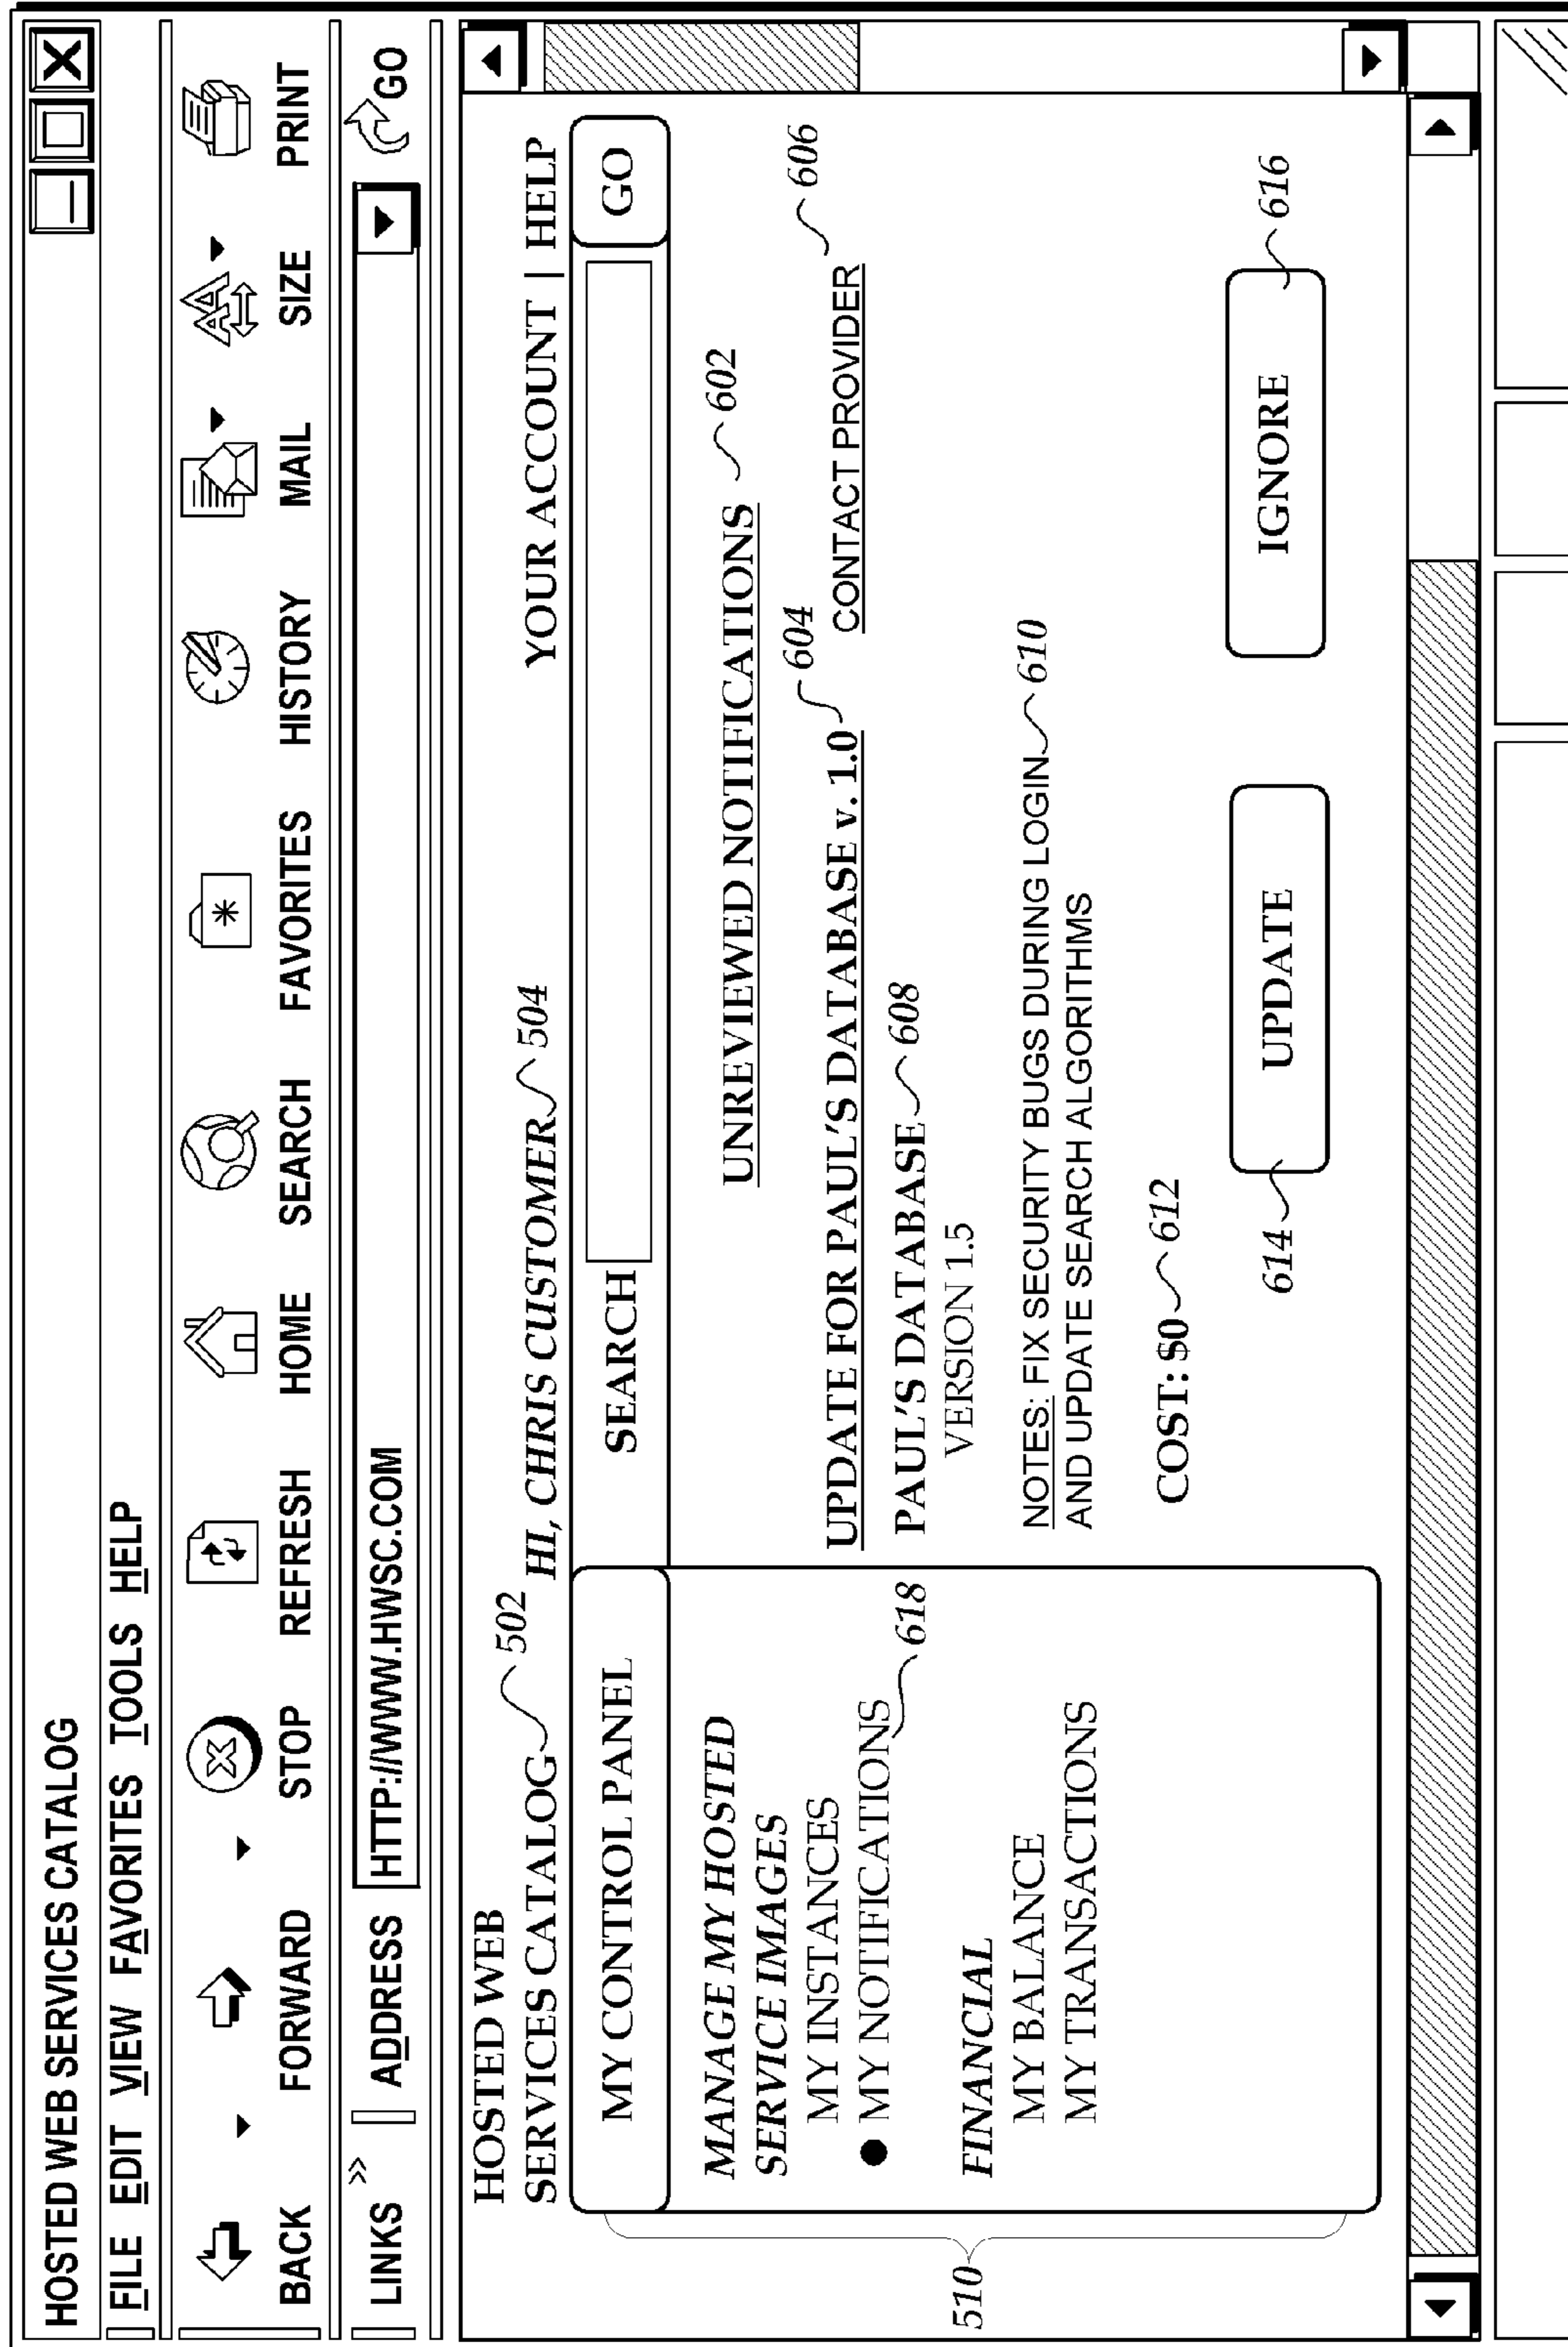 HOSTED WEB SERVICES CATALOG
FILE EDIT VIEW FAVORITES TOOLS HELP
BACK FORWARD STOP REFRESH HOME SEARCH FAVORITES HISTORY MAIL SIZE PRINT
LINKS » ADDRESS HTTP://WWW.HWSC.COM GO
HOSTED WEB
SERVICES CATALOG 502
HI, CHRIS CUSTOMER 504
YOUR ACCOUNT | HELP
MY CONTROL PANEL
SEARCH GO
510
MANAGE MY HOSTED
SERVICE IMAGES
MY INSTANCES
● MY NOTIFICATIONS
618
FINANCIAL
MY BALANCE
MY TRANSACTIONS
UNREVIEWED NOTIFICATIONS 602
UPDATE FOR PAUL'S DATABASE v. 1.0 604
CONTACT PROVIDER 606
PAUL'S DATABASE 608
VERSION 1.5
NOTES: FIX SECURITY BUGS DURING LOGIN 610
AND UPDATE SEARCH ALGORITHMS
COST: $0 612
614 UPDATE
IGNORE 616